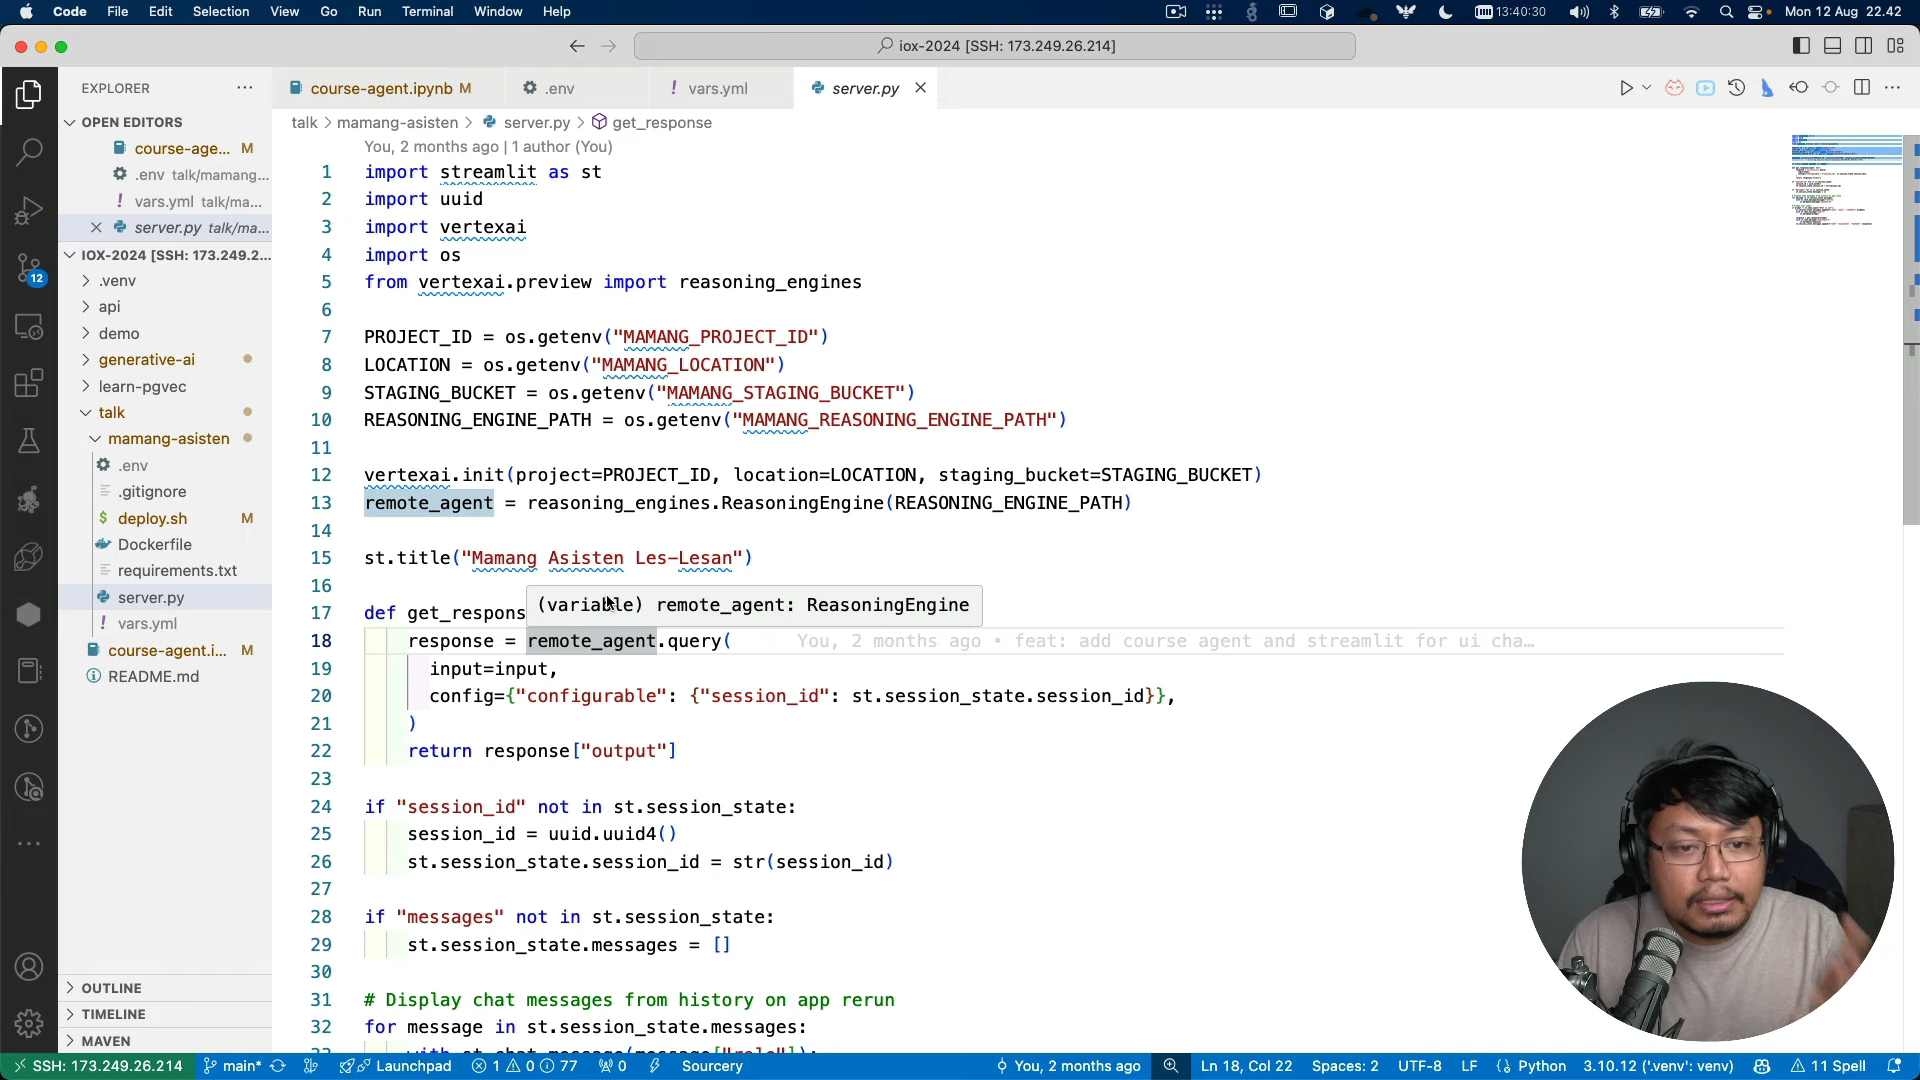 Code File Edit Selection View Go Run Terminal Window Help 13:40:30 Mon 12 Aug 22.42
iox-2024 [SSH: 173.249.26.214]
EXPLORER
course-agent.ipynb M .env ! vars.yml server.py
OPEN EDITORS
course-age... M
.env talk/mamang...
! vars.yml talk/ma...
server.py talk/ma...
IOX-2024 [SSH: 173.249.2...
.venv
api
demo
generative-ai
learn-pgvec
talk
mamang-asisten
.env
.gitignore
$ deploy.sh M
Dockerfile
requirements.txt
server.py
! vars.yml
course-agent.i... M
README.md
OUTLINE
TIMELINE
MAVEN
12
talk > mamang-asisten > server.py > get_response
You, 2 months ago | 1 author (You)
1 import streamlit as st
2 import uuid
3 import vertexai
4 import os
5 from vertexai.preview import reasoning_engines
6
7 PROJECT_ID = os.getenv("MAMANG_PROJECT_ID")
8 LOCATION = os.getenv("MAMANG_LOCATION")
9 STAGING_BUCKET = os.getenv("MAMANG_STAGING_BUCKET")
10 REASONING_ENGINE_PATH = os.getenv("MAMANG_REASONING_ENGINE_PATH")
11
12 vertexai.init(project=PROJECT_ID, location=LOCATION, staging_bucket=STAGING_BUCKET)
13 remote_agent = reasoning_engines.ReasoningEngine(REASONING_ENGINE_PATH)
14
15 st.title("Mamang Asisten Les-Lesan")
16
(variable) remote_agent: ReasoningEngine
17 def get_respons
18 response = remote_agent.query( You, 2 months ago • feat: add course agent and streamlit for ui cha…
19 input=input,
20 config={"configurable": {"session_id": st.session_state.session_id}},
21 )
22 return response["output"]
23
24 if "session_id" not in st.session_state:
25 session_id = uuid.uuid4()
26 st.session_state.session_id = str(session_id)
27
28 if "messages" not in st.session_state:
29 st.session_state.messages = []
30
31 # Display chat messages from history on app rerun
32 for message in st.session_state.messages:
33 with st.chat_message(message["role"]):
SSH: 173.249.26.214 main* Launchpad 1 0 77 0 Sourcery You, 2 months ago Ln 18, Col 22 Spaces: 2 UTF-8 LF Python 3.10.12 ('.venv': venv) 11 Spell